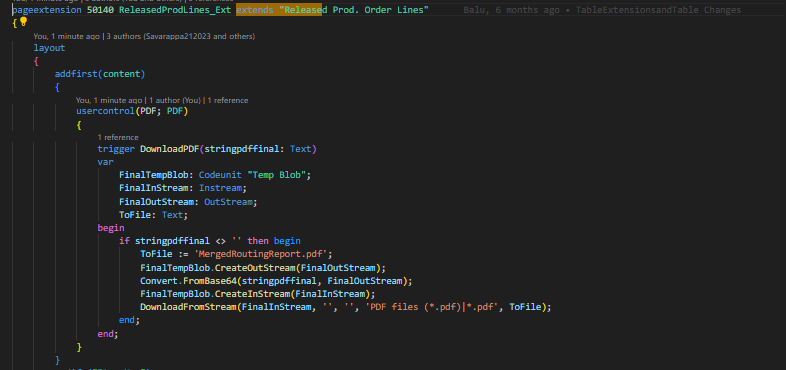 pageextension 50140 ReleasedProdLines_Ext extends "Released Prod. Order Lines" Balu, 6 months ago • TableExtensionsandTable Changes
{
You, 1 minute ago | 3 authors (Savarappa212023 and others)
layout
{
addfirst(content)
{
You, 1 minute ago | 1 author (You) | 1 reference
usercontrol(PDF; PDF)
{
1 reference
trigger DownloadPDF(stringpdffinal: Text)
var
FinalTempBlob: Codeunit "Temp Blob";
FinalInStream: Instream;
FinalOutStream: OutStream;
ToFile: Text;
begin
if stringpdffinal <> '' then begin
ToFile := 'MergedRoutingReport.pdf';
FinalTempBlob.CreateOutStream(FinalOutStream);
Convert.FromBase64(stringpdffinal, FinalOutStream);
FinalTempBlob.CreateInStream(FinalInStream);
DownloadFromStream(FinalInStream, '', '', 'PDF files (*.pdf)|*.pdf', ToFile);
end;
end;
}
}